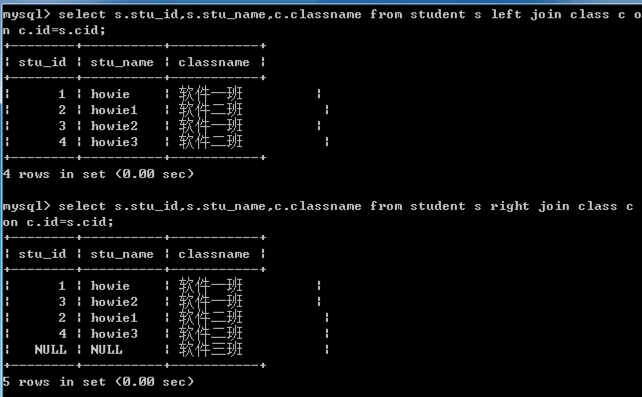 mysql> select s.stu_id,s.stu_name,c.classname from student s left join class c o
n c.id=s.cid;
+--------+----------+-----------+
| stu_id | stu_name | classname |
+--------+----------+-----------+
|      1 | howie    | 软件一班         |
|      2 | howie1   | 软件二班          |
|      3 | howie2   | 软件一班         |
|      4 | howie3   | 软件二班          |
+--------+----------+-----------+
4 rows in set (0.00 sec)
mysql> select s.stu_id,s.stu_name,c.classname from student s right join class c
on c.id=s.cid;
+--------+----------+-----------+
| stu_id | stu_name | classname |
+--------+----------+-----------+
|      1 | howie    | 软件一班         |
|      3 | howie2   | 软件一班         |
|      2 | howie1   | 软件二班          |
|      4 | howie3   | 软件二班          |
|   NULL | NULL     | 软件三班          |
+--------+----------+-----------+
5 rows in set (0.00 sec)